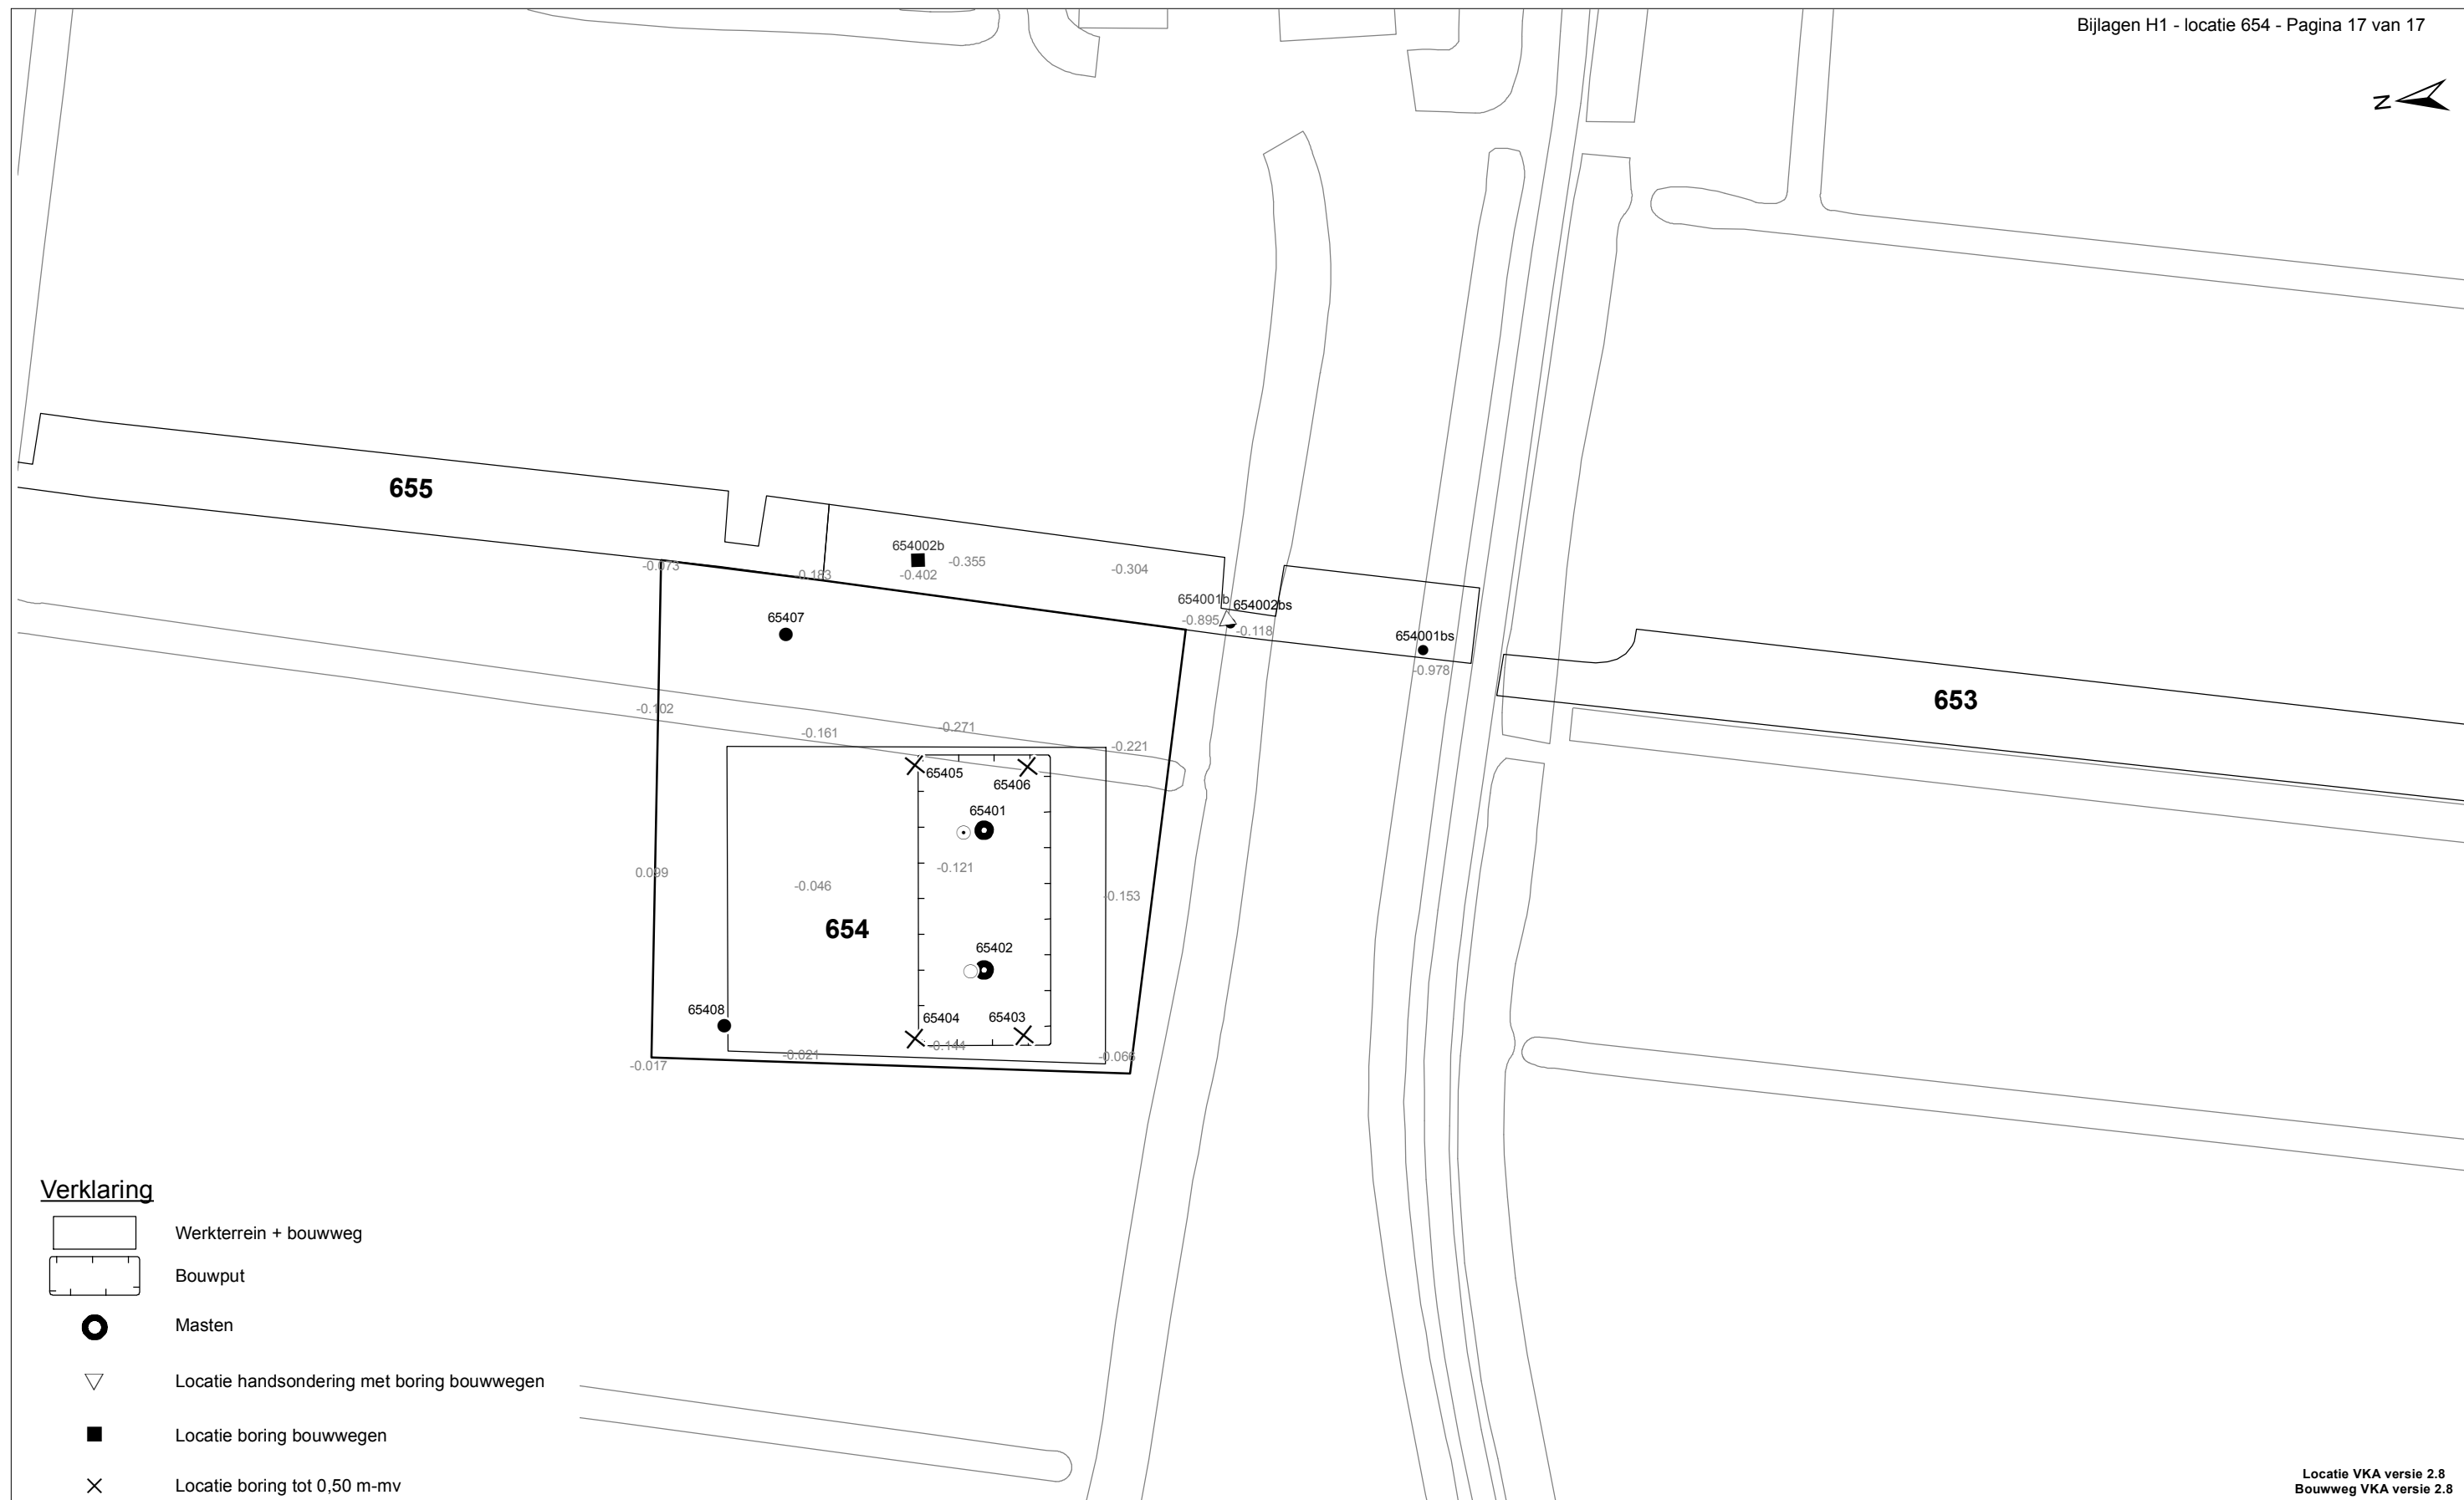 Bijlagen H1 - locatie 654 - Pagina 17 van 17
N
655
654002b
-0.355
-0.402
-0.304
-0.073
-0.183
654001b
654002bs
-0.895
-0.118
65407
654001bs
-0.978
653
-0.102
-0.161
-0.271
-0.221
65405
65406
65401
-0.121
0.099
-0.046
-0.153
654
65402
65408
65404
65403
-0.144
-0.021
-0.066
-0.017
Verklaring
Werkterrein + bouwweg
Bouwput
Masten
Locatie handsondering met boring bouwwegen
Locatie boring bouwwegen
Locatie boring tot 0,50 m-mv
Locatie VKA versie 2.8
Bouwweg VKA versie 2.8